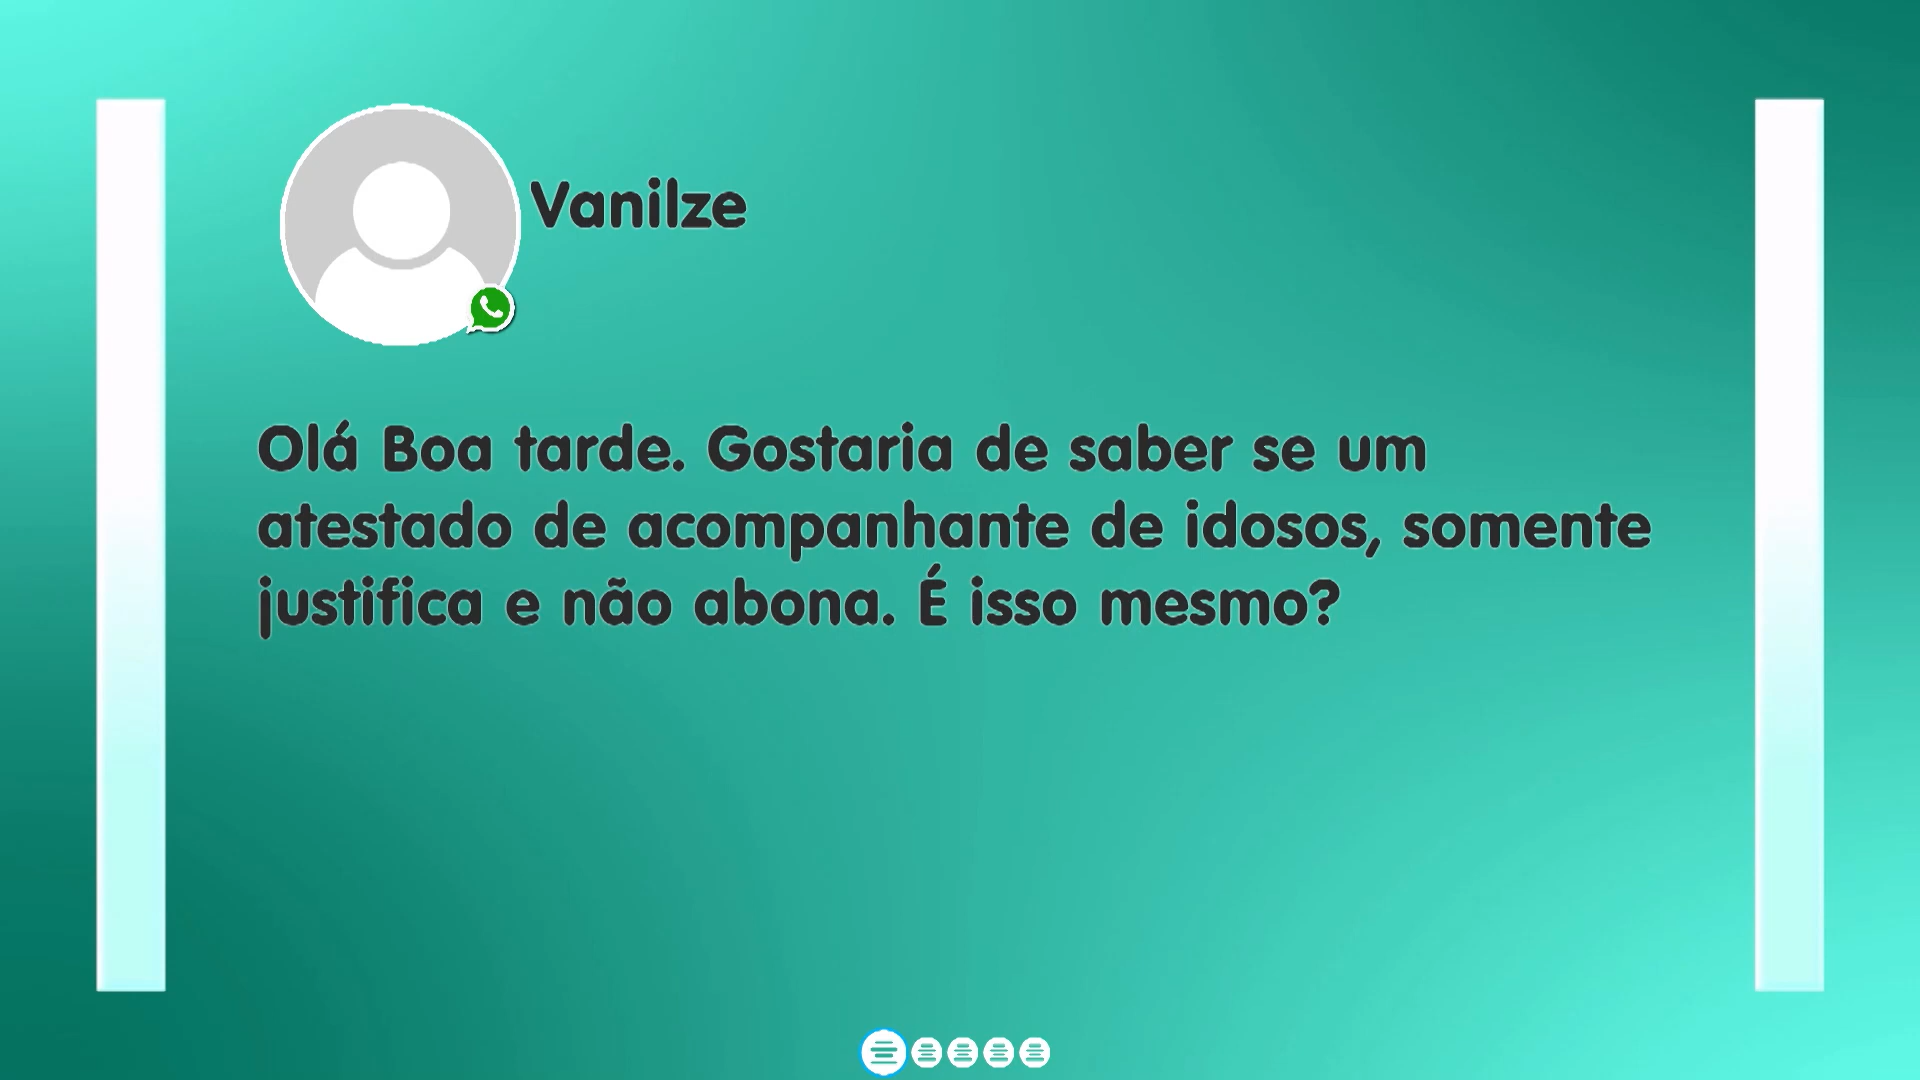 Vanilze
Olá Boa tarde. Gostaria de saber se um
atestado de acompanhante de idosos, somente
justifica e não abona. É isso mesmo?